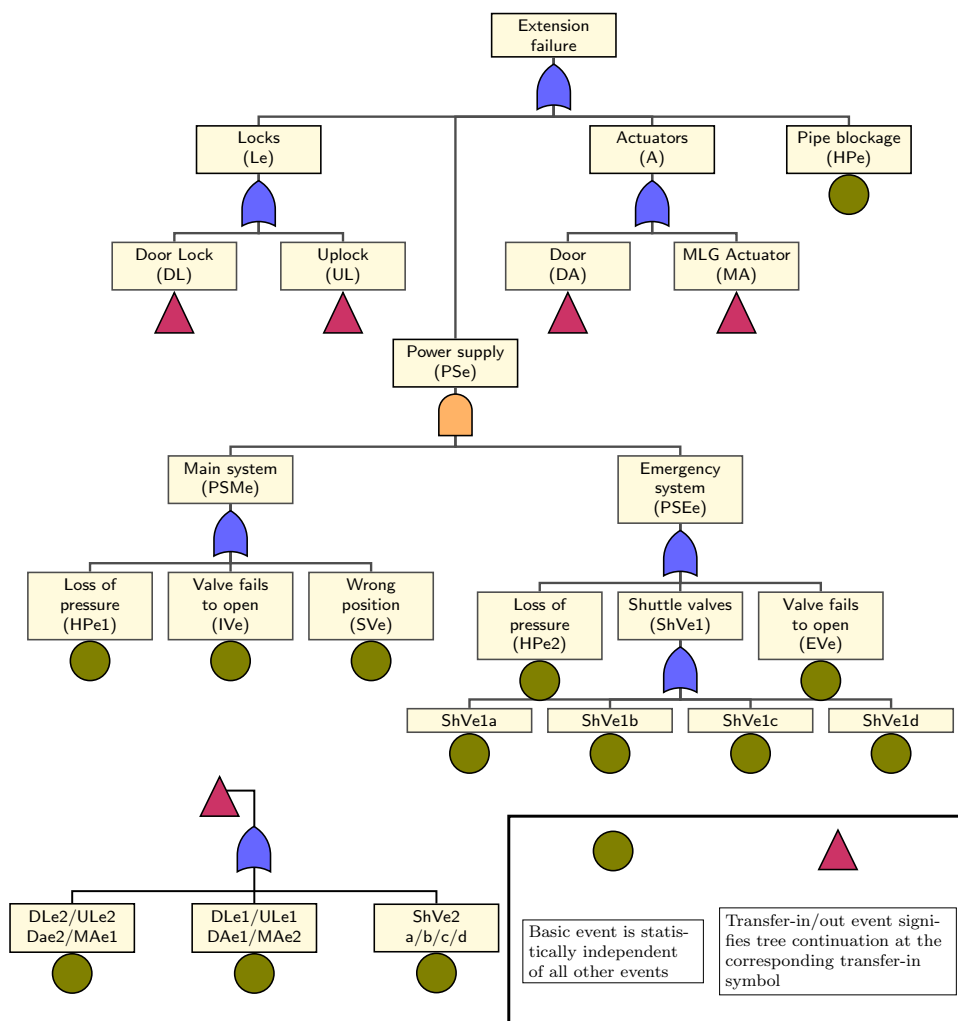 Extension
failure
Locks
(Le)
Actuators
(A)
Pipe blockage
(HPe)
Door Lock
(DL)
Uplock
(UL)
Door
(DA)
MLG Actuator
(MA)
Power supply
(PSe)
Main system
(PSMe)
Emergency
system
(PSEe)
Loss of
pressure
(HPe1)
Valve fails
to open
(IVe)
Wrong
position
(SVe)
Loss of
pressure
(HPe2)
Shuttle valves
(ShVe1)
Valve fails
to open
(EVe)
ShVe1a
ShVe1b
ShVe1c
ShVe1d
DLe2/ULe2
Dae2/MAe1
DLe1/ULe1
DAe1/MAe2
ShVe2
a/b/c/d
Basic event is statis-
tically independent
of all other events
Transfer-in/out event signi-
fies tree continuation at the
corresponding transfer-in
symbol